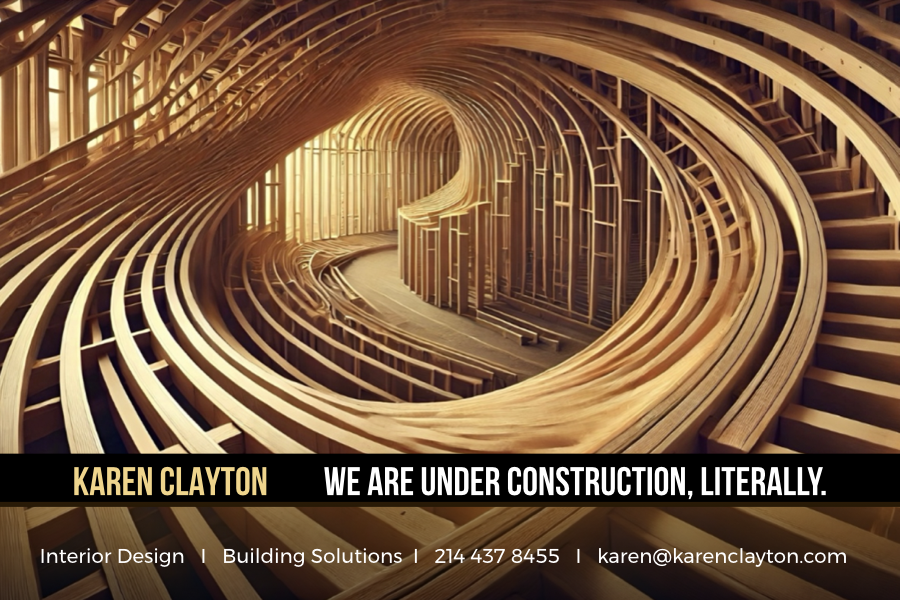 KAREN CLAYTON WE ARE UNDER CONSTRUCTION, LITERALLY.
Interior Design I Building Solutions I 214 437 8455 I karen@karenclayton.com